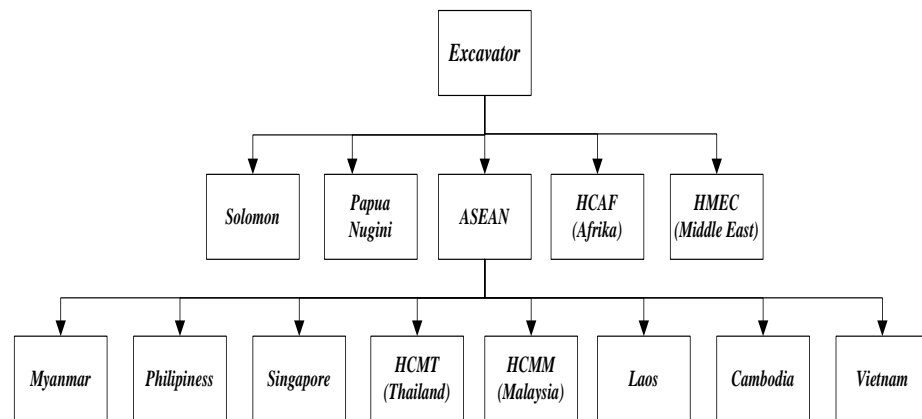 Excavator
Solomon
Papua
Nugini
ASEAN
HCAF
(Afrika)
HMEC
(Middle East)
Myanmar
Philipiness
Singapore
HCMT
(Thailand)
HCMM
(Malaysia)
Laos
Cambodia
Vietnam